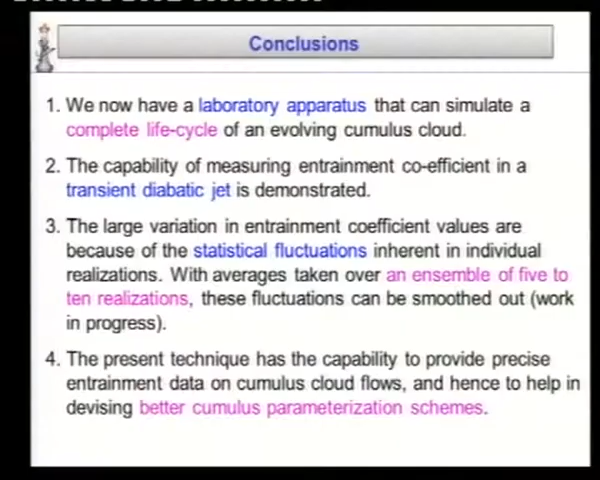 Conclusions
1. We now have a laboratory apparatus that can simulate a
complete life-cycle of an evolving cumulus cloud.
2. The capability of measuring entrainment co-efficient in a
transient diabatic jet is demonstrated.
3. The large variation in entrainment coefficient values are
because of the statistical fluctuations inherent in individual
realizations. With averages taken over an ensemble of five to
ten realizations, these fluctuations can be smoothed out (work
in progress).
4. The present technique has the capability to provide precise
entrainment data on cumulus cloud flows, and hence to help in
devising better cumulus parameterization schemes.